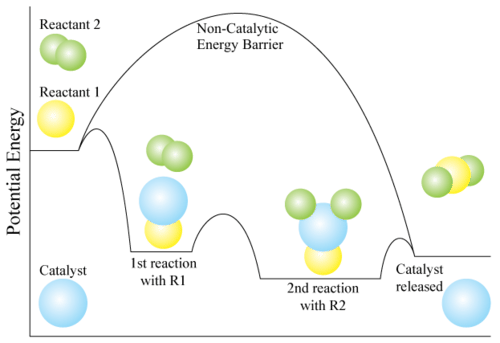 Reactant 2
Non-Catalytic
Energy Barrier
Reactant 1
Potential Energy
1st reaction
with R1
Catalyst
2nd reaction
with R2
Catalyst
released